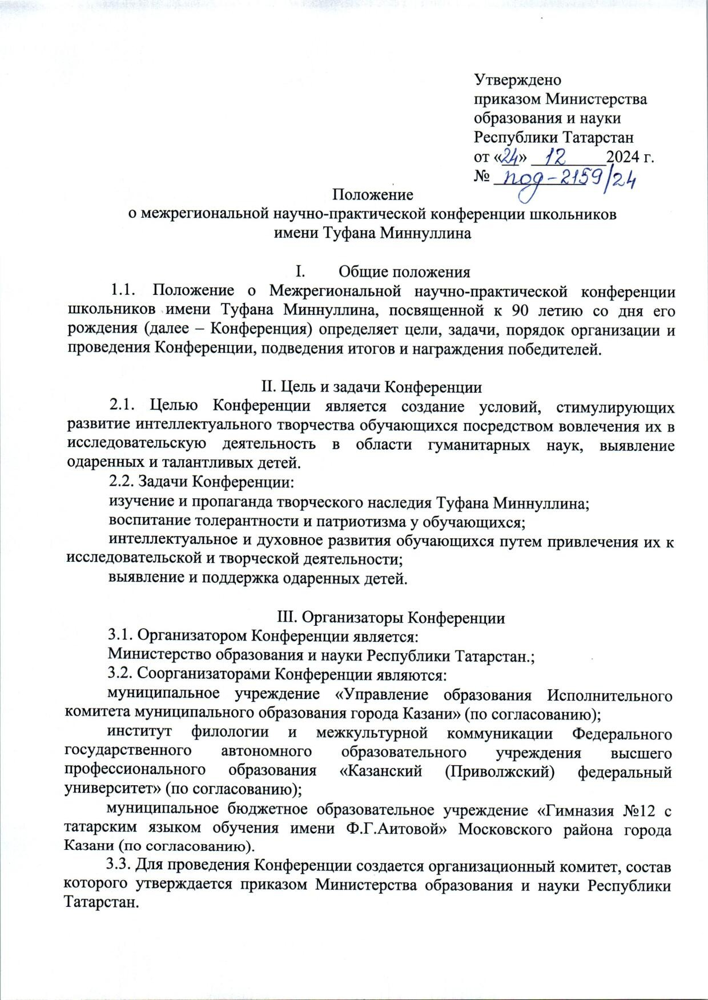 Утверждено
приказом Министерства
образования и науки
Республики Татарстан
от «24» 12 2024 г.
№ под-2159/24
Положение
о межрегиональной научно-практической конференции школьников
имени Туфана Миннуллина
I. Общие положения
1.1. Положение о Межрегиональной научно-практической конференции
школьников имени Туфана Миннуллина, посвященной к 90 летию со дня его
рождения (далее – Конференция) определяет цели, задачи, порядок организации и
проведения Конференции, подведения итогов и награждения победителей.
II. Цель и задачи Конференции
2.1. Целью Конференции является создание условий, стимулирующих
развитие интеллектуального творчества обучающихся посредством вовлечения их в
исследовательскую деятельность в области гуманитарных наук, выявление
одаренных и талантливых детей.
2.2. Задачи Конференции:
изучение и пропаганда творческого наследия Туфана Миннуллина;
воспитание толерантности и патриотизма у обучающихся;
интеллектуальное и духовное развития обучающихся путем привлечения их к
исследовательской и творческой деятельности;
выявление и поддержка одаренных детей.
III. Организаторы Конференции
3.1. Организатором Конференции является:
Министерство образования и науки Республики Татарстан.;
3.2. Соорганизаторами Конференции являются:
муниципальное учреждение «Управление образования Исполнительного
комитета муниципального образования города Казани» (по согласованию);
институт филологии и межкультурной коммуникации Федерального
государственного автономного образовательного учреждения высшего
профессионального образования «Казанский (Приволжский) федеральный
университет» (по согласованию);
муниципальное бюджетное образовательное учреждение «Гимназия №12 с
татарским языком обучения имени Ф.Г.Аитовой» Московского района города
Казани (по согласованию).
3.3. Для проведения Конференции создается организационный комитет, состав
которого утверждается приказом Министерства образования и науки Республики
Татарстан.